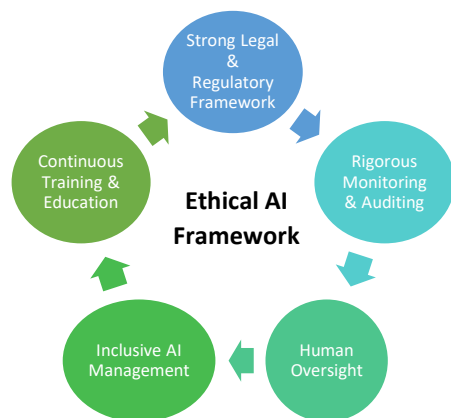 Strong Legal
&
Regulatory
Framework
Rigorous
Monitoring
& Auditing
Human
Oversight
Inclusive AI
Management
Continuous
Training &
Education
Ethical AI
Framework